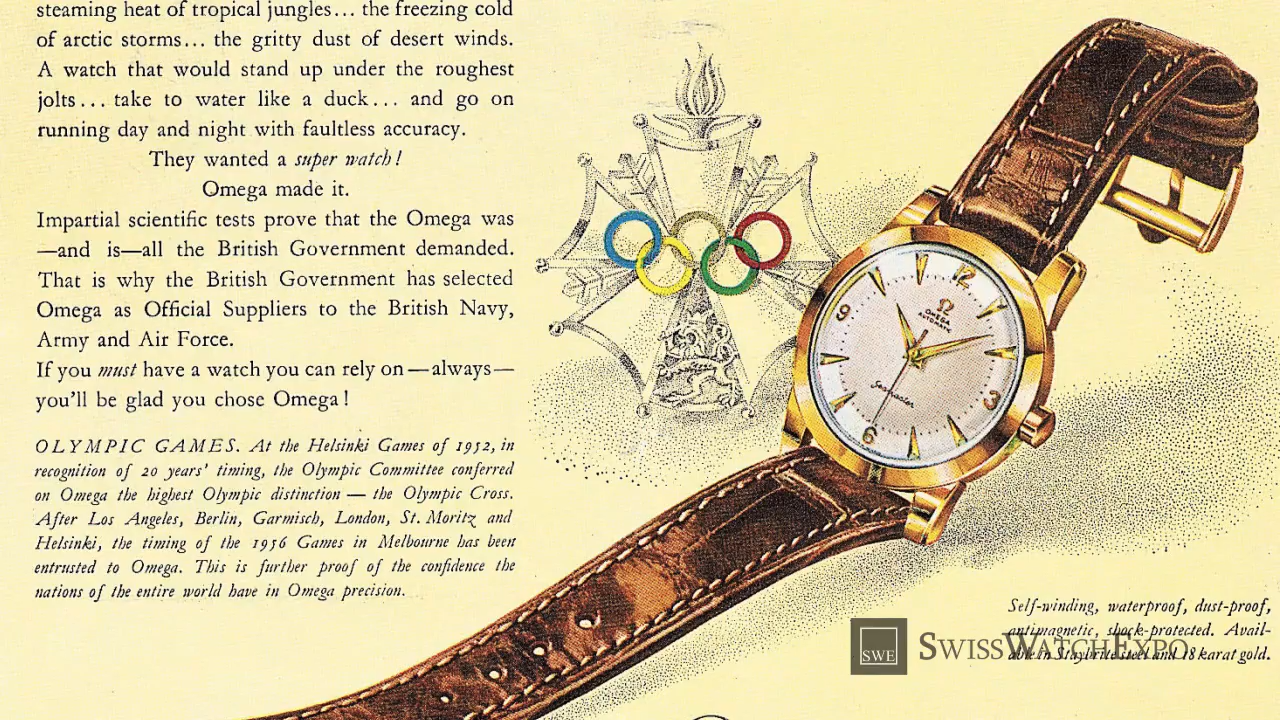 steaming heat of tropical jungles... the freezing cold
of arctic storms... the gritty dust of desert winds.
A watch that would stand up under the roughest
jolts... take to water like a duck... and go on
running day and night with faultless accuracy.
They wanted a super watch!
Omega made it.
Impartial scientific tests prove that the Omega was
—and is—all the British Government demanded.
That is why the British Government has selected
Omega as Official Suppliers to the British Navy,
Army and Air Force.
If you must have a watch you can rely on—always—
you'll be glad you chose Omega!
OLYMPIC GAMES. At the Helsinki Games of 1952, in
recognition of 20 years' timing, the Olympic Committee conferred
on Omega the highest Olympic distinction — the Olympic Cross.
After Los Angeles, Berlin, Garmisch, London, St. Moritz and
Helsinki, the timing of the 1956 Games in Melbourne has been
entrusted to Omega. This is further proof of the confidence the
nations of the entire world have in Omega precision.
12
9
Ω
OMEGA
AUTOMATIC
3
Seamaster
6
Self-winding, waterproof, dust-proof,
antimagnetic, shock-protected. Avail-
able in Staybrite steel and 18 karat gold.
SWE
SWISSWATCHEXPO